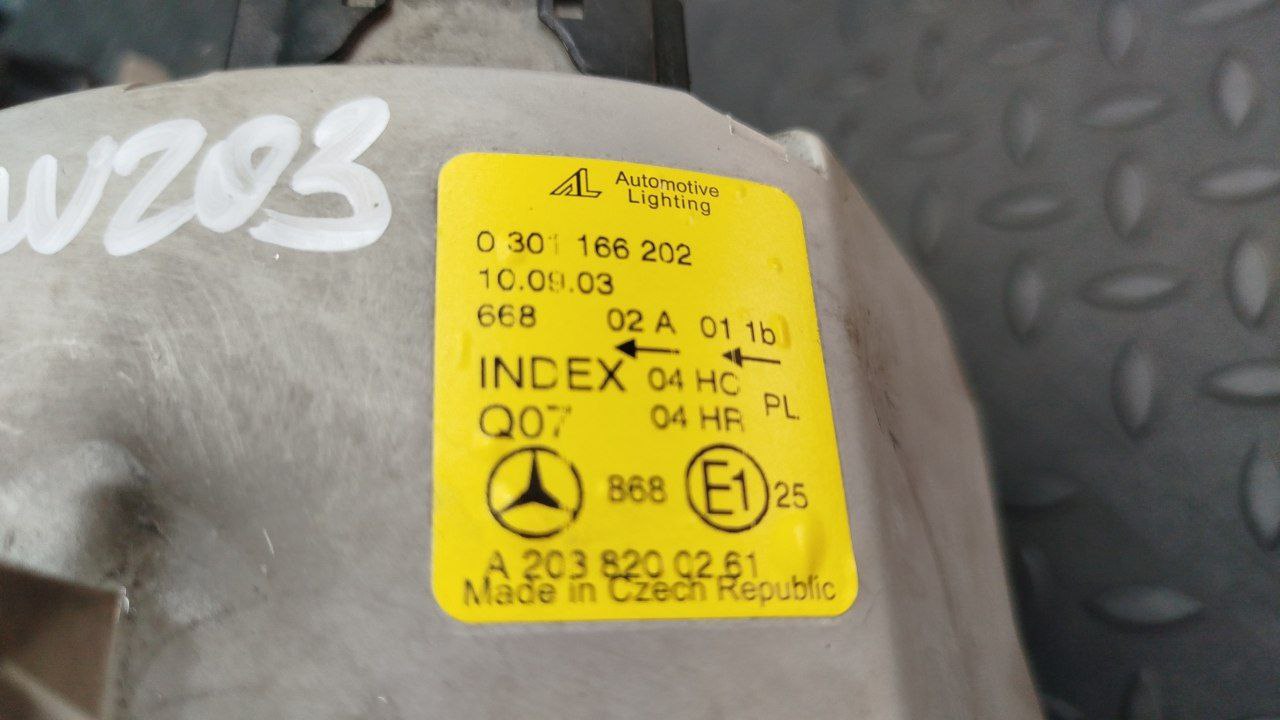 W203
AL Automotive
Lighting
0 301 166 202
10.09.03
668 02 A 01 1b
INDEX 04 HC PL
Q07 04 HR
868 E1 25
A 203 820 02 61
Made in Czech Republic